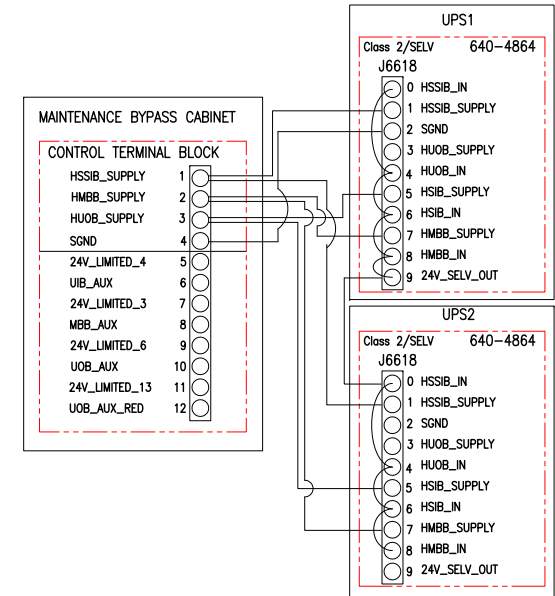 MAINTENANCE BYPASS CABINET
CONTROL TERMINAL BLOCK
HSSIB_SUPPLY 1
HMBB_SUPPLY 2
HUOB_SUPPLY 3
SGND 4
24V_LIMITED_4 5
UIB_AUX 6
24V_LIMITED_3 7
MBB_AUX 8
24V_LIMITED_6 9
UOB_AUX 10
24V_LIMITED_13 11
UOB_AUX_RED 12
UPS1
Class 2/SELV 640-4864
J6618
0 HSSIB_IN
1 HSSIB_SUPPLY
2 SGND
3 HUOB_SUPPLY
4 HUOB_IN
5 HSIB_SUPPLY
6 HSIB_IN
7 HMBB_SUPPLY
8 HMBB_IN
9 24V_SELV_OUT
UPS2
Class 2/SELV 640-4864
J6618
0 HSSIB_IN
1 HSSIB_SUPPLY
2 SGND
3 HUOB_SUPPLY
4 HUOB_IN
5 HSIB_SUPPLY
6 HSIB_IN
7 HMBB_SUPPLY
8 HMBB_IN
9 24V_SELV_OUT